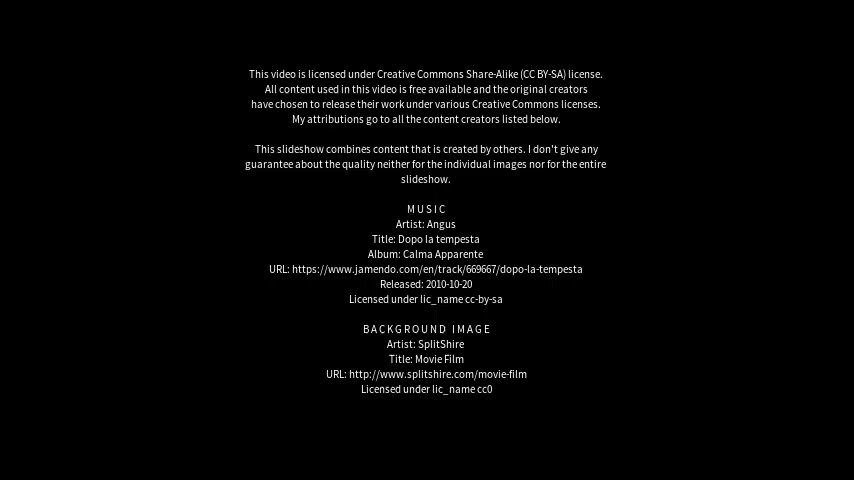 This video is licensed under Creative Commons Share-Alike (CC BY-SA) license.
All content used in this video is free available and the original creators
have chosen to release their work under various Creative Commons licenses.
My attributions go to all the content creators listed below.
This slideshow combines content that is created by others. I don't give any
guarantee about the quality neither for the individual images nor for the entire
slideshow.
MUSIC
Artist: Angus
Title: Dopo la tempesta
Album: Calma Apparente
URL: https://www.jamendo.com/en/track/669667/dopo-la-tempesta
Released: 2010-10-20
Licensed under lic_name cc-by-sa
BACKGROUND IMAGE
Artist: SplitShire
Title: Movie Film
URL: http://www.splitshire.com/movie-film
Licensed under lic_name cc0